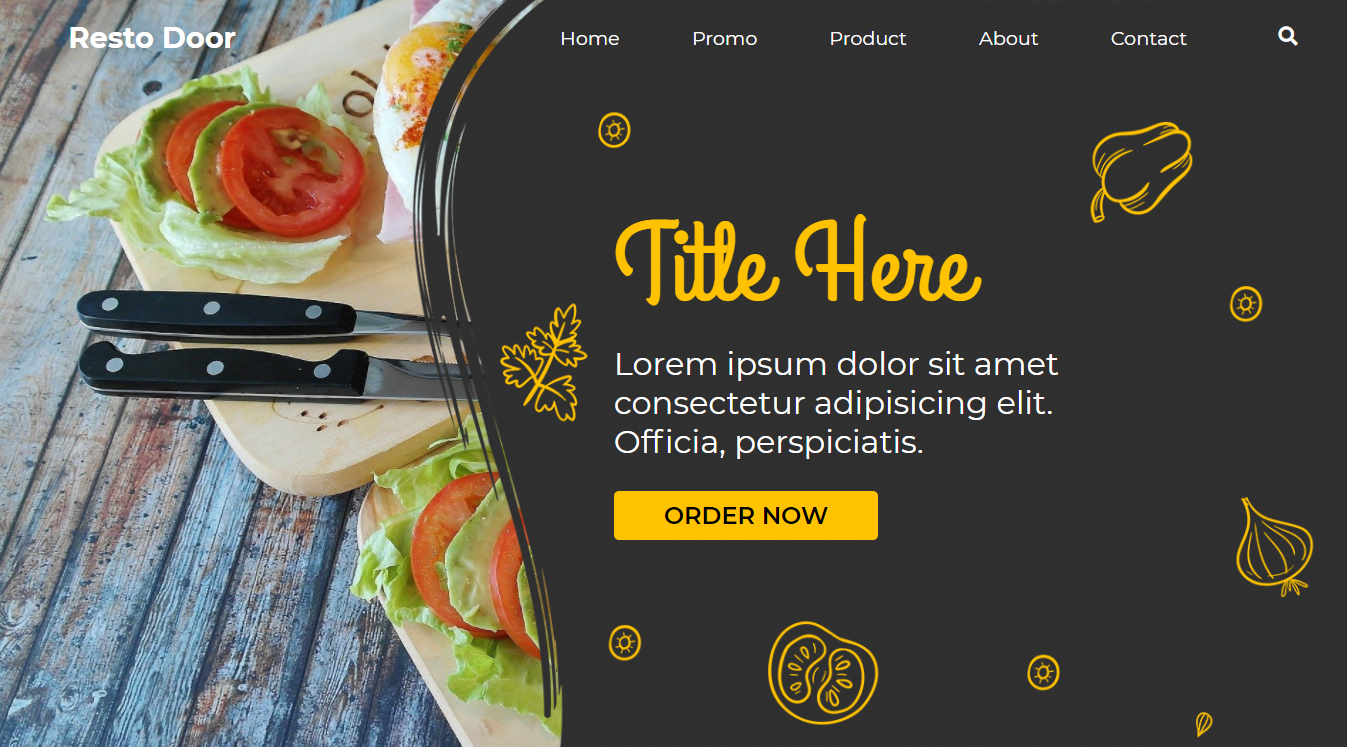 Resto Door
Home Promo Product About Contact
Title Here
Lorem ipsum dolor sit amet
consectetur adipisicing elit.
Officia, perspiciatis.
ORDER NOW